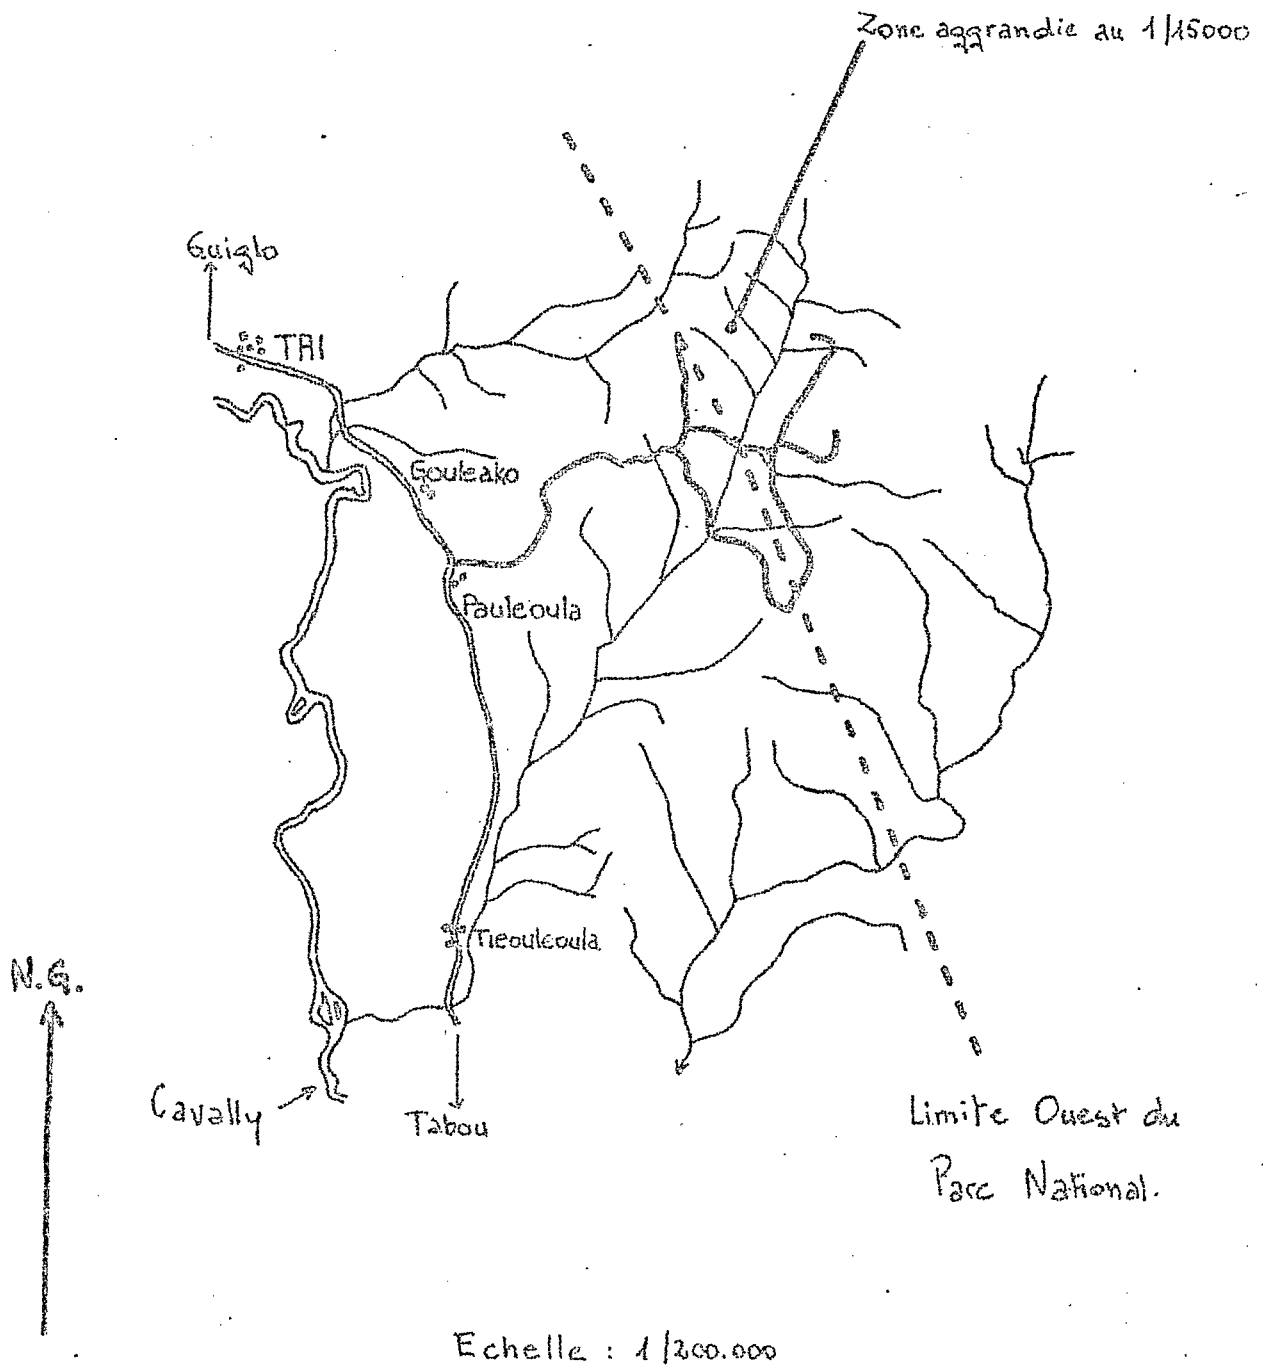 Zone aggrandie au 1/15000
Guiglo
TAI
Gouleako
Pauleoula
Tieouleoula
N.G.
Cavally
Tabou
Limite Ouest du
Parc National.
Echelle : 1/200.000